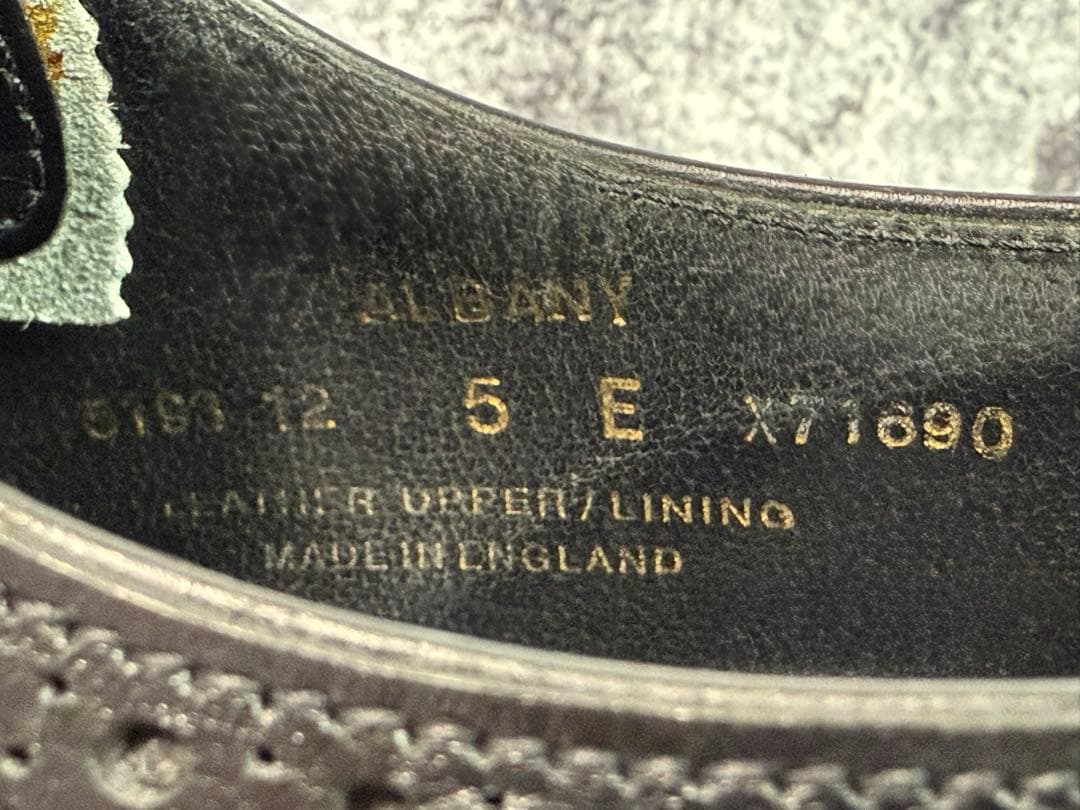 ALBANY
5193 12 5 E X71690
LEATHER UPPER/LINING
MADE IN ENGLAND